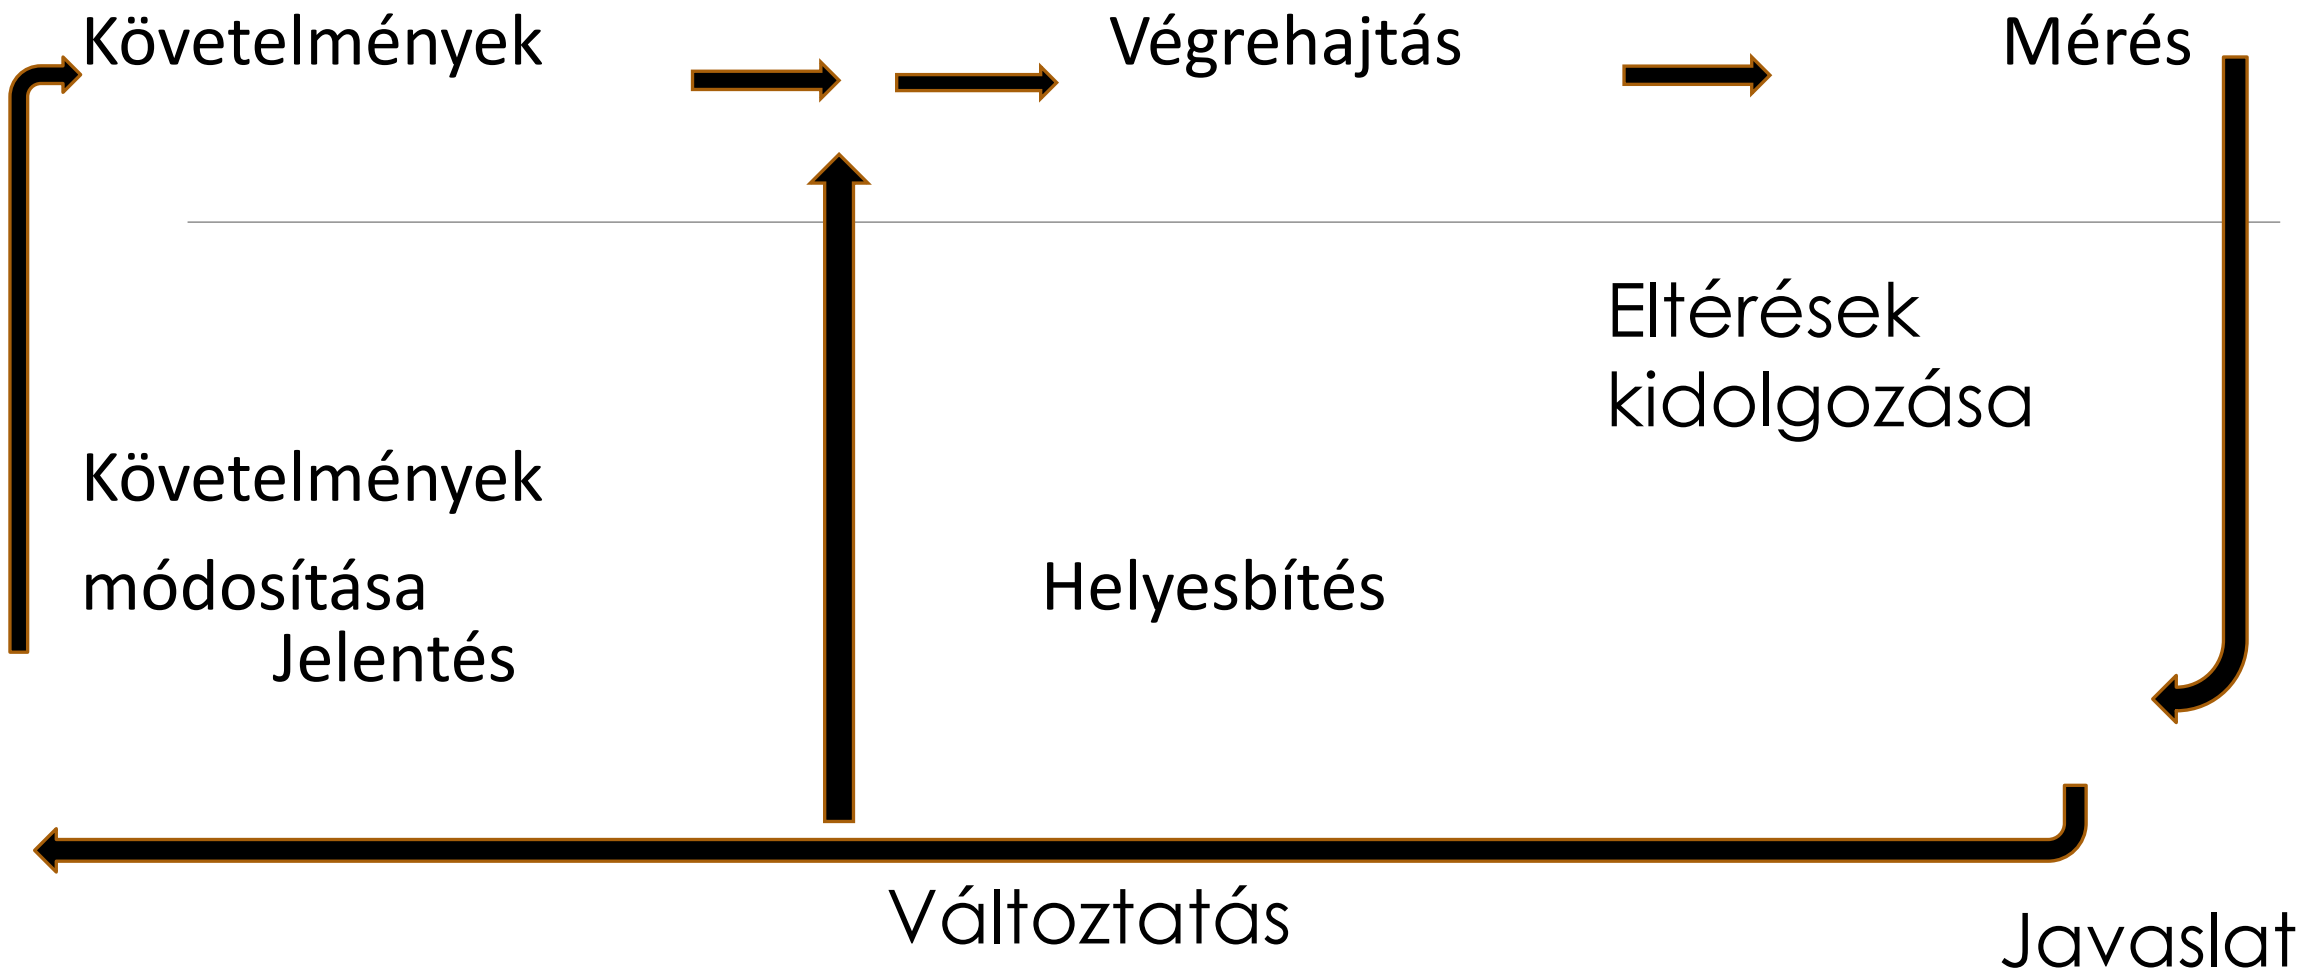 Követelmények
Végrehajtás
Mérés
Eltérések
kidolgozása
Követelmények
módosítása
Helyesbítés
Jelentés
Változtatás
Javaslat